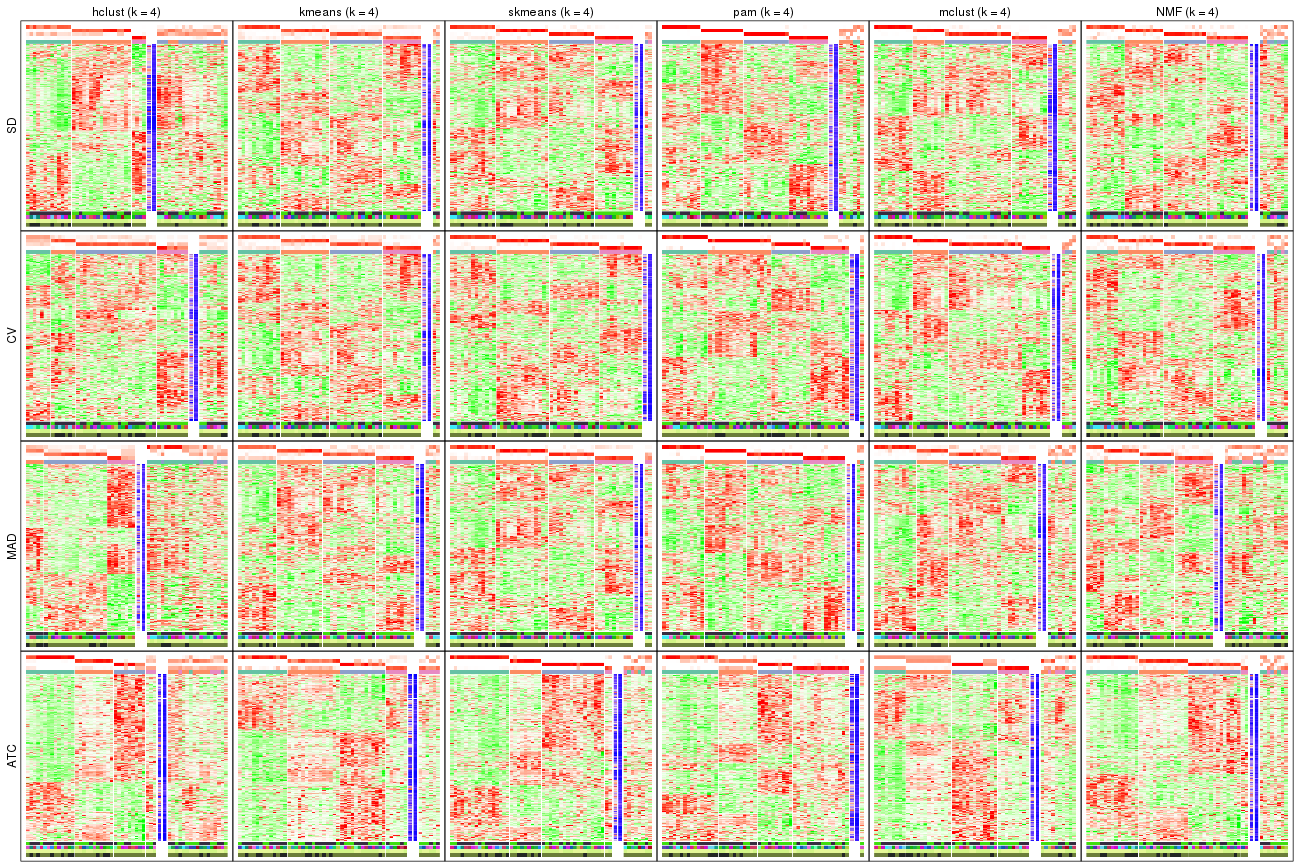 hclust (k = 4) kmeans (k = 4) skmeans (k = 4) pam (k = 4) mclust (k = 4) NMF (k = 4)
SD
CV
MAD
ATC